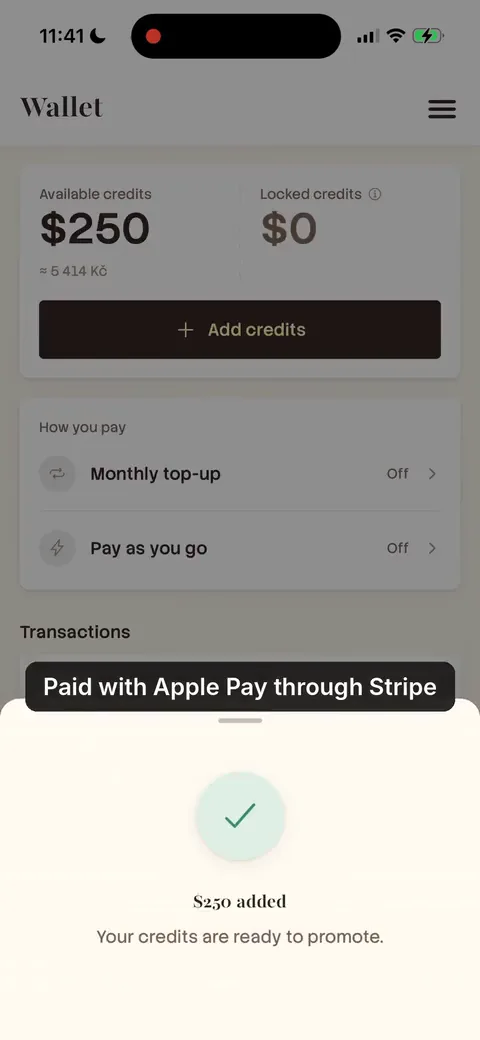 11:41
Wallet
Available credits
$250
≈ 5 414 Kč
Locked credits
$0
Add credits
How you pay
Monthly top-up
Off
Pay as you go
Off
Transactions
Paid with Apple Pay through Stripe
$250 added
Your credits are ready to promote.